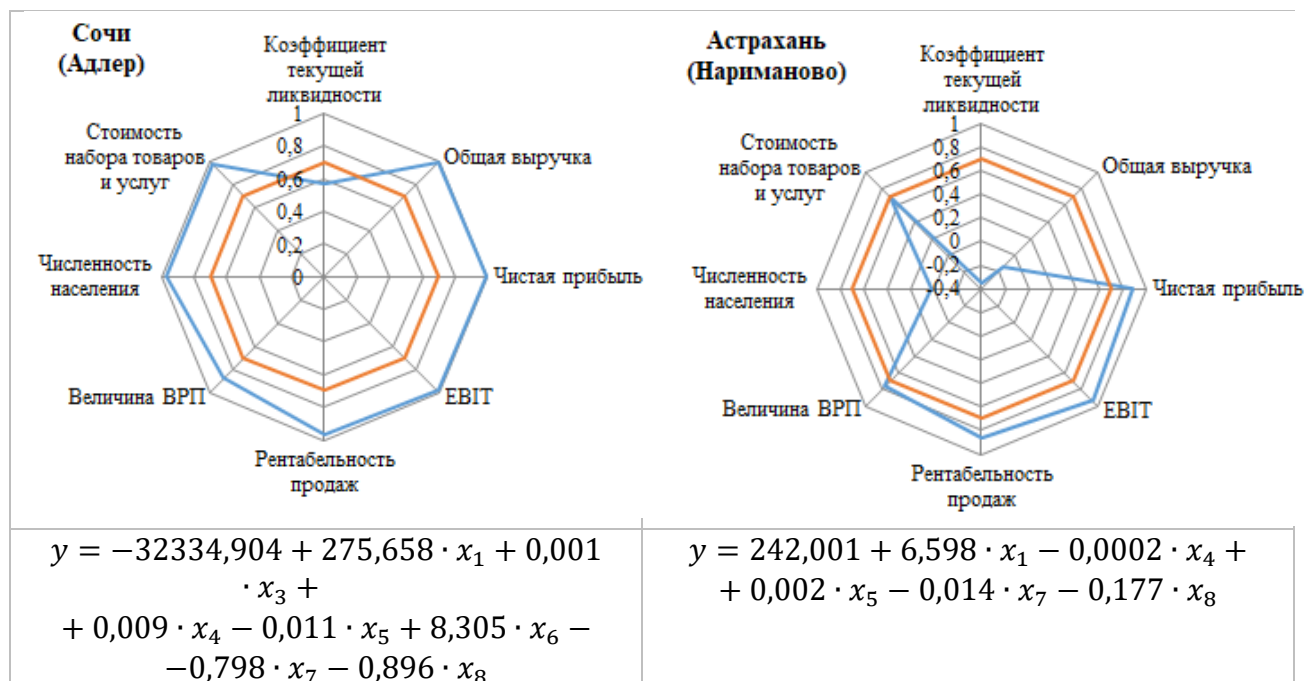 Сочи
(Адлер)
Коэффициент
текущей
ликвидности
1
0,8
0,6
0,4
0,2
0
Общая выручка
Чистая прибыль
EBIT
Рентабельность
продаж
Величина ВРП
Численность
населения
Стоимость
набора товаров
и услуг
Астрахань
(Нариманово)
Коэффициент
текущей
ликвидности
1
0,8
0,6
0,4
0,2
0
-0,2
-0,4
Общая выручка
Чистая прибыль
EBIT
Рентабельность
продаж
Величина ВРП
Численность
населения
Стоимость
набора товаров
и услуг
y = −32334,904 + 275,658 · x₁ + 0,001
· x₃ +
+ 0,009 · x₄ − 0,011 · x₅ + 8,305 · x₆ −
−0,798 · x₇ − 0,896 · x₈
y = 242,001 + 6,598 · x₁ − 0,0002 · x₄ +
+ 0,002 · x₅ − 0,014 · x₇ − 0,177 · x₈